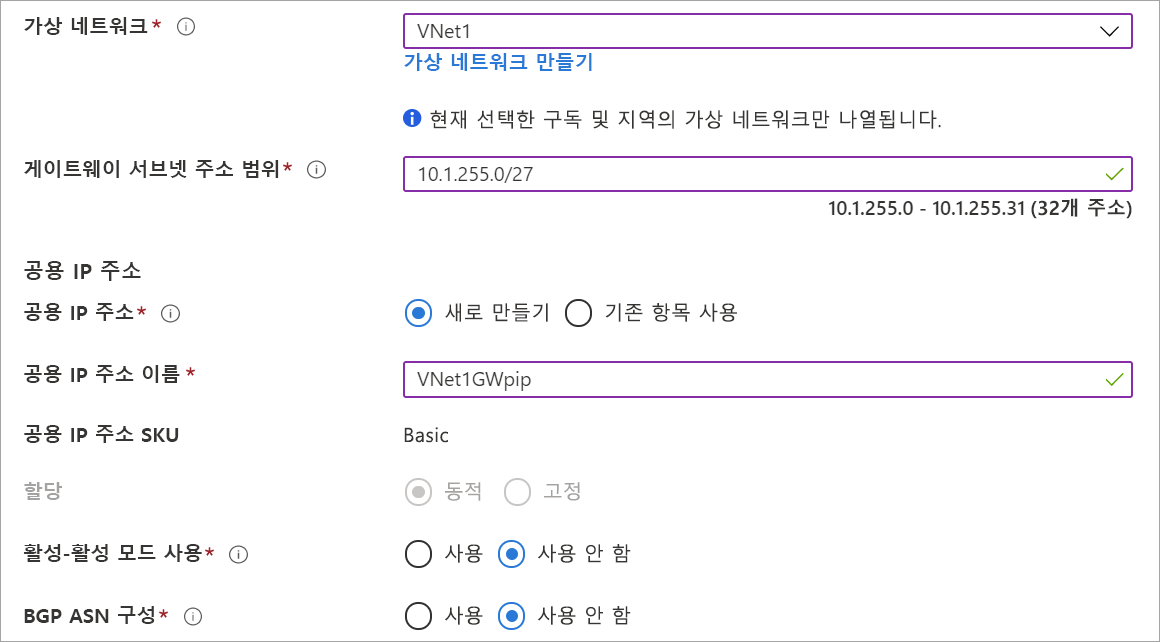 가상 네트워크* VNet1
가상 네트워크 만들기
현재 선택한 구독 및 지역의 가상 네트워크만 나열됩니다.
게이트웨이 서브넷 주소 범위* 10.1.255.0/27
10.1.255.0 - 10.1.255.31 (32개 주소)
공용 IP 주소
공용 IP 주소* 새로 만들기 기존 항목 사용
공용 IP 주소 이름* VNet1GWpip
공용 IP 주소 SKU Basic
할당 동적 고정
활성-활성 모드 사용* 사용 사용 안 함
BGP ASN 구성* 사용 사용 안 함